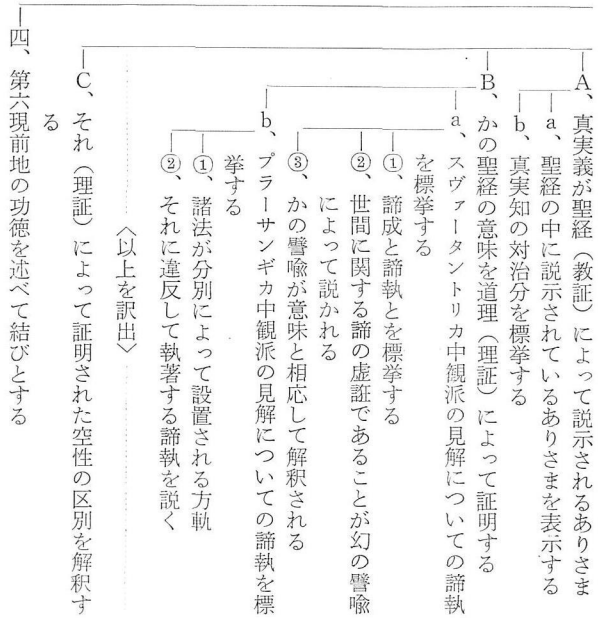 A、真実義が聖経（教証）によって説示されるありさま
a、聖経の中に説示されているありさまを表示する
b、真実知の対治分を標挙する
B、かの聖経の意味を道理（理証）によって証明する
a、スヴァータントリカ中観派の見解についての諦執
を標挙する
①、諦成と諦執とを標挙する
②、世間に関する諦の虚誑であることが幻の譬喩
によって説かれる
③、かの譬喩が意味と相応して解釈される
b、プラーサンギカ中観派の見解についての諦執を標
挙する
①、諸法が分別によって設置される方軌
②、それに違反して執著する諦執を説く
〈以上を訳出〉
C、それ（理証）によって証明された空性の区別を解釈す
る
四、第六現前地の功徳を述べて結びとする